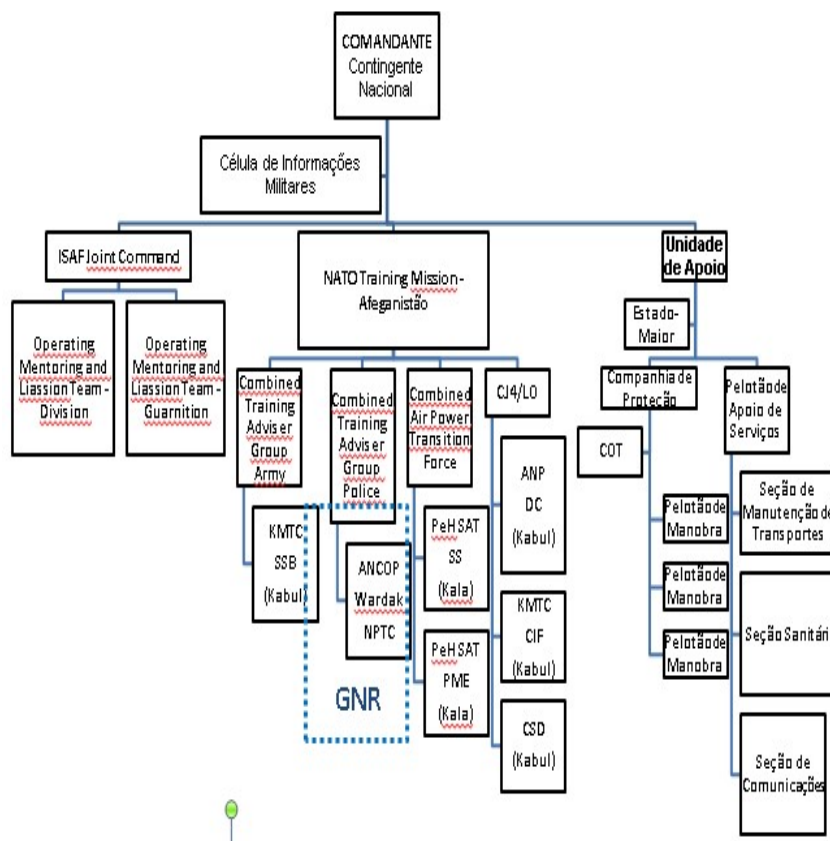 COMANDANTE
Contingente
Nacional
Célula de Informações
Militares
ISAF Joint Command
NATO Training Mission -
Afeganistão
Unidade
de Apoio
Operating
Mentoring and
Liassion Team -
Division
Operating
Mentoring and
Liassion Team -
Guarnition
Estado-
Maior
Combined
Training
Adviser
Group
Army
Combined
Training
Adviser
Group
Police
Combined
Air Power
Transition
Force
CJ4/LO
Companhia de
Proteção
Pelotão de
Apoio de
Serviços
COT
KMTC
SSB
(Kabul)
ANCOP
Wardak
NPTC
GNR
PeH SAT
SS
(Kala)
PeH SAT
PME
(Kala)
ANP
DC
(Kabul)
KMTC
CIF
(Kabul)
CSD
(Kabul)
Pelotão de
Manobra
Pelotão de
Manobra
Pelotão de
Manobra
Seção de
Manutenção de
Transportes
Seção Sanitári
Seção de
Comunicações